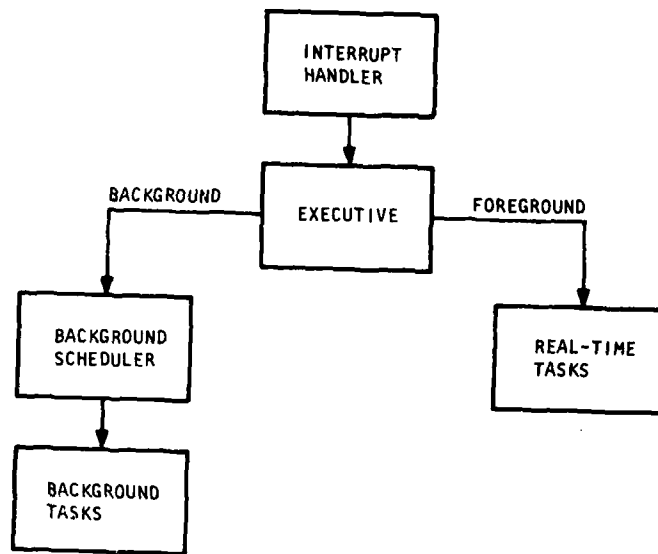 INTERRUPT
HANDLER
EXECUTIVE
BACKGROUND
FOREGROUND
BACKGROUND
SCHEDULER
REAL-TIME
TASKS
BACKGROUND
TASKS